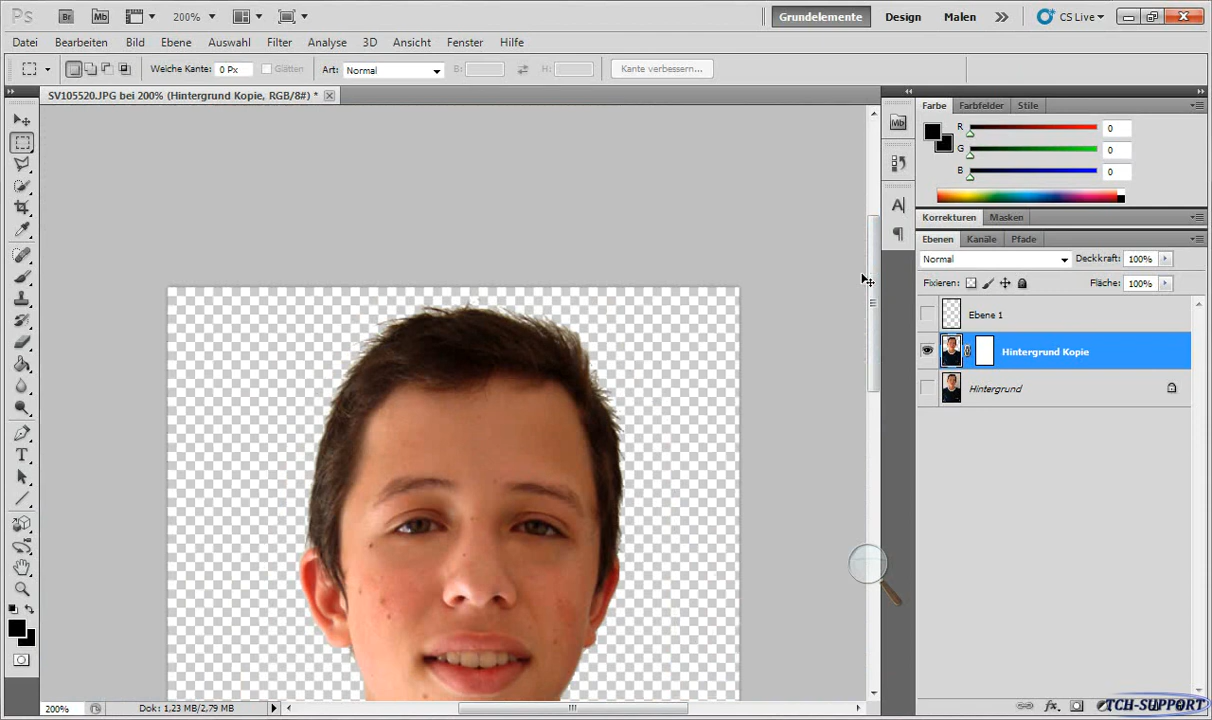 Ps Br Mb 200% Grundelemente Design Malen CS Live
Datei Bearbeiten Bild Ebene Auswahl Filter Analyse 3D Ansicht Fenster Hilfe
Weiche Kante: 0 Px Glätten Art: Normal B: H: Kante verbessern...
SV105520.JPG bei 200% (Hintergrund Kopie, RGB/8#) *
Mb
Farbe Farbfelder Stile
R 0
G 0
B 0
Korrekturen Masken
Ebenen Kanäle Pfade
Normal Deckkraft: 100%
Fixieren: Fläche: 100%
Ebene 1
Hintergrund Kopie
Hintergrund
200% Dok: 1,23 MB/2,79 MB
TCH-SUPPORT